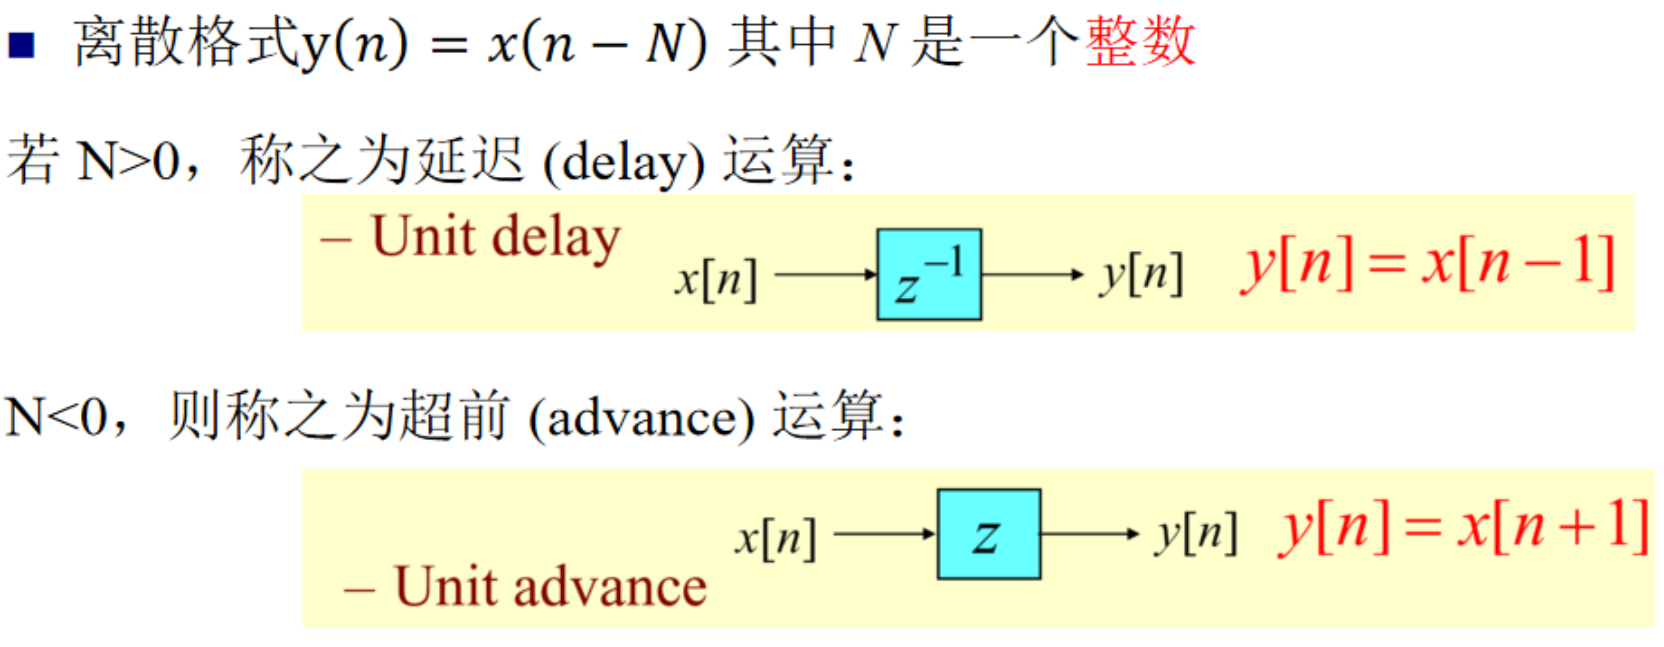 ■ 离散格式y(n) = x(n − N) 其中 N 是一个整数
若 N>0，称之为延迟 (delay) 运算：
– Unit delay x[n] z⁻¹ y[n] y[n] = x[n−1]
N<0，则称之为超前 (advance) 运算：
x[n] z y[n] y[n] = x[n+1]
– Unit advance